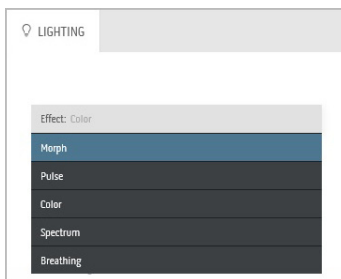 LIGHTING
Effect: Color
Morph
Pulse
Color
Spectrum
Breathing